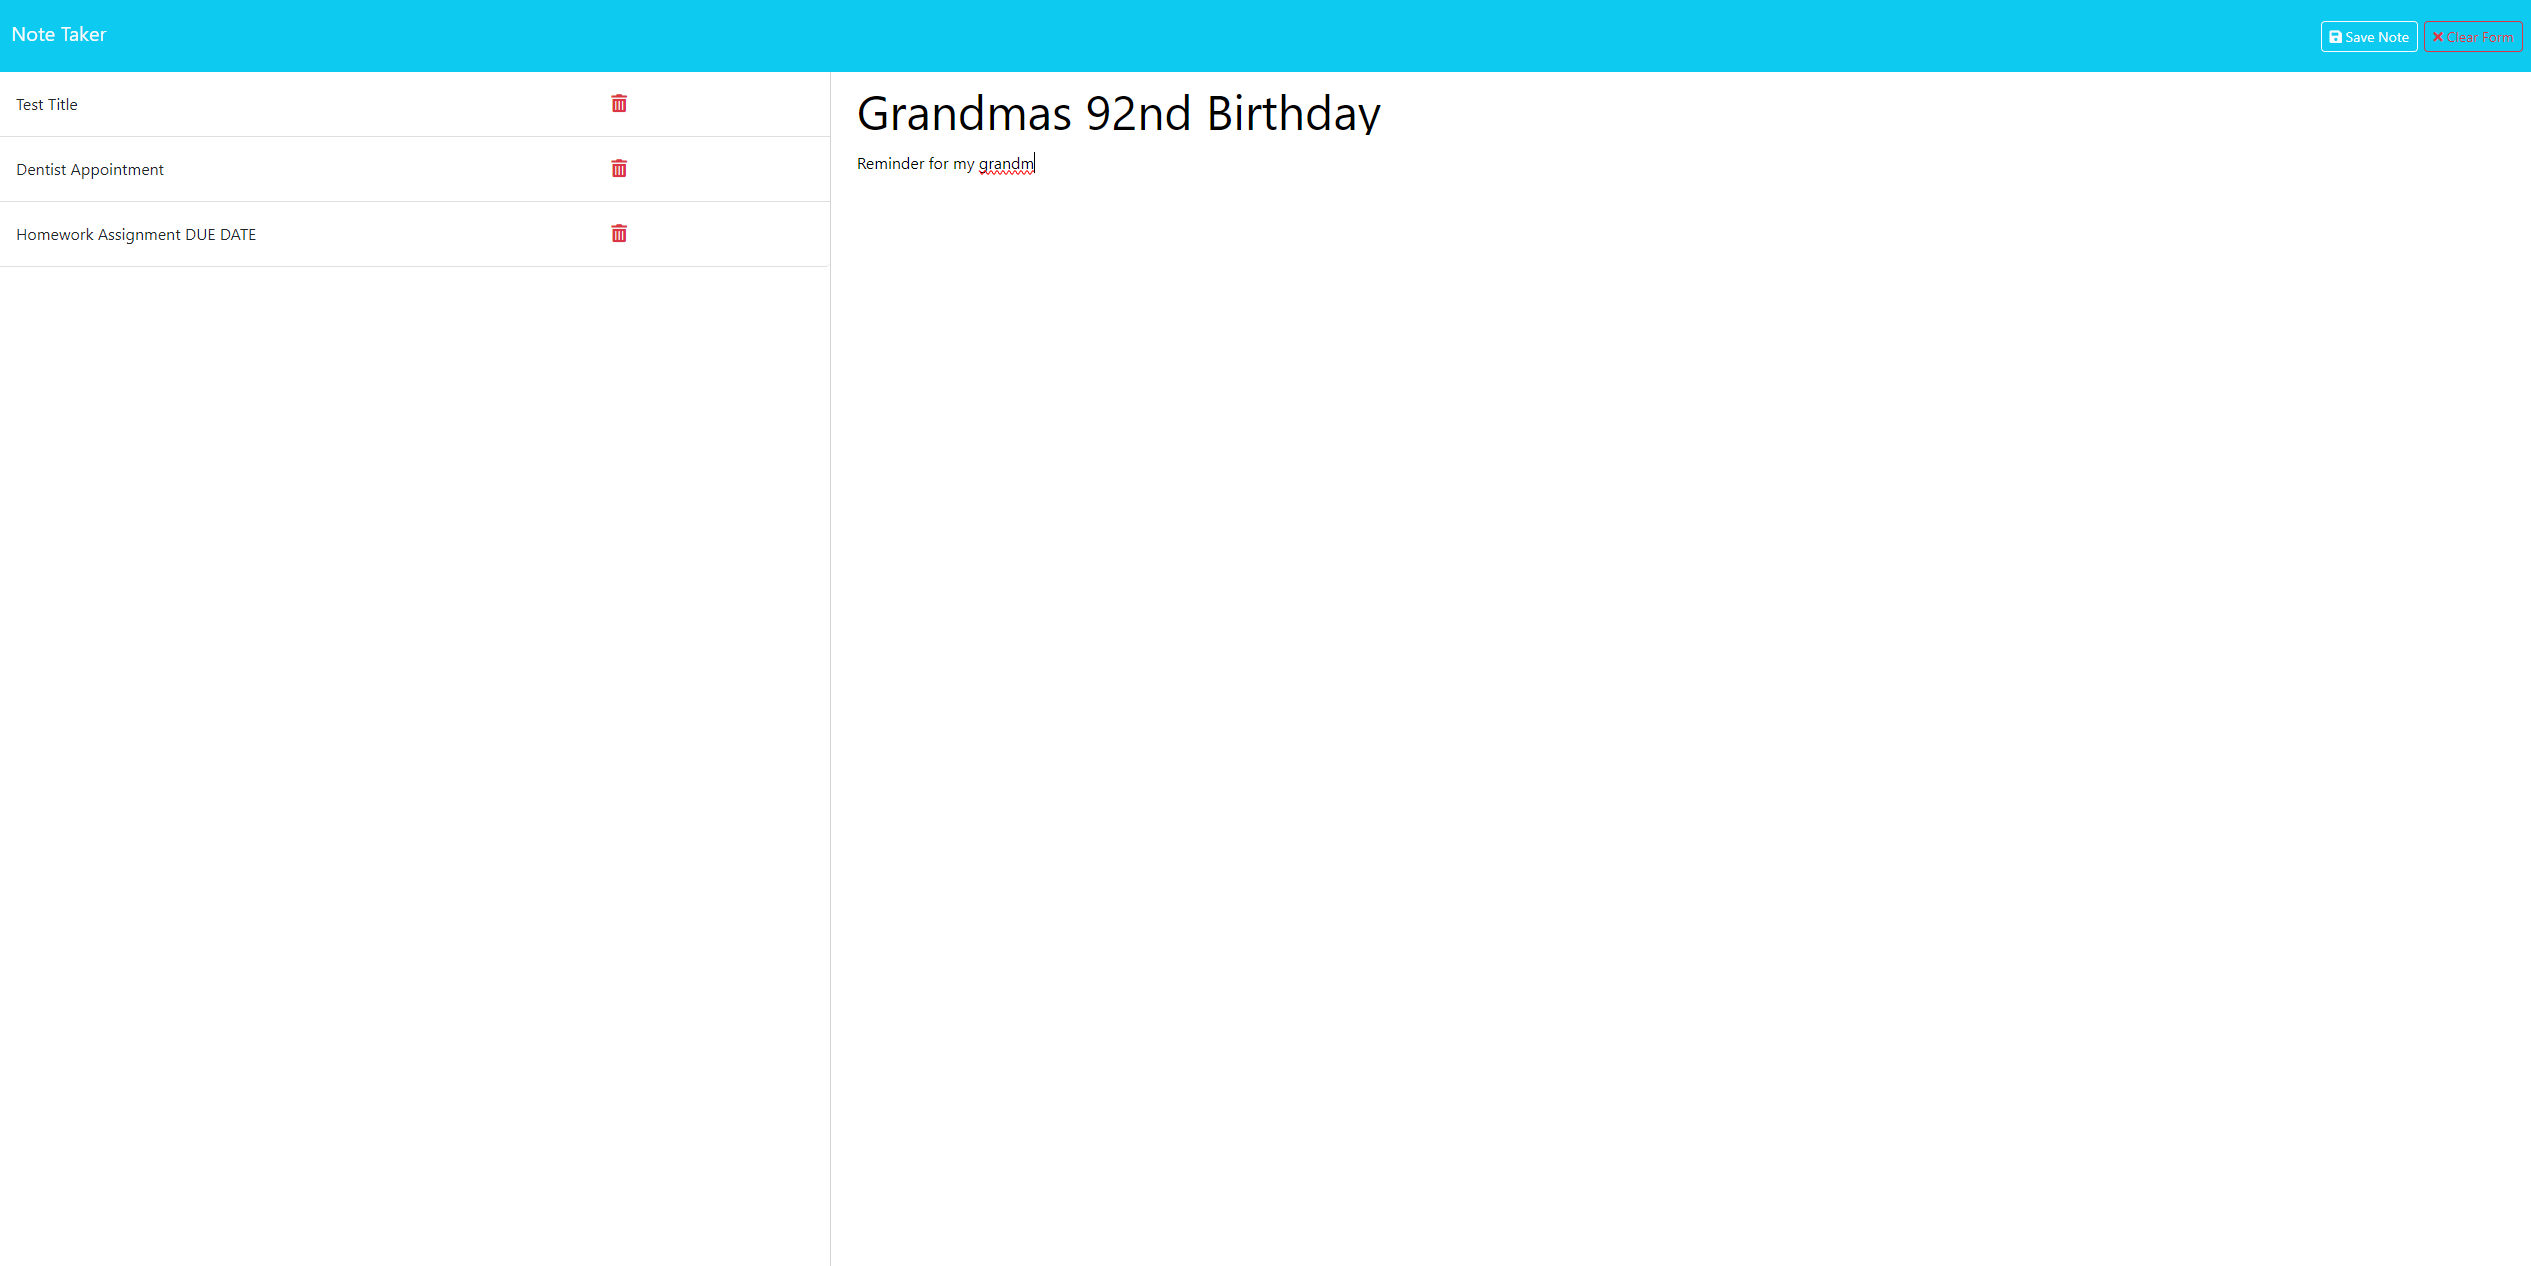 Note Taker
Save Note
Clear Form
Test Title
Dentist Appointment
Homework Assignment DUE DATE
Grandmas 92nd Birthday
Reminder for my grandm